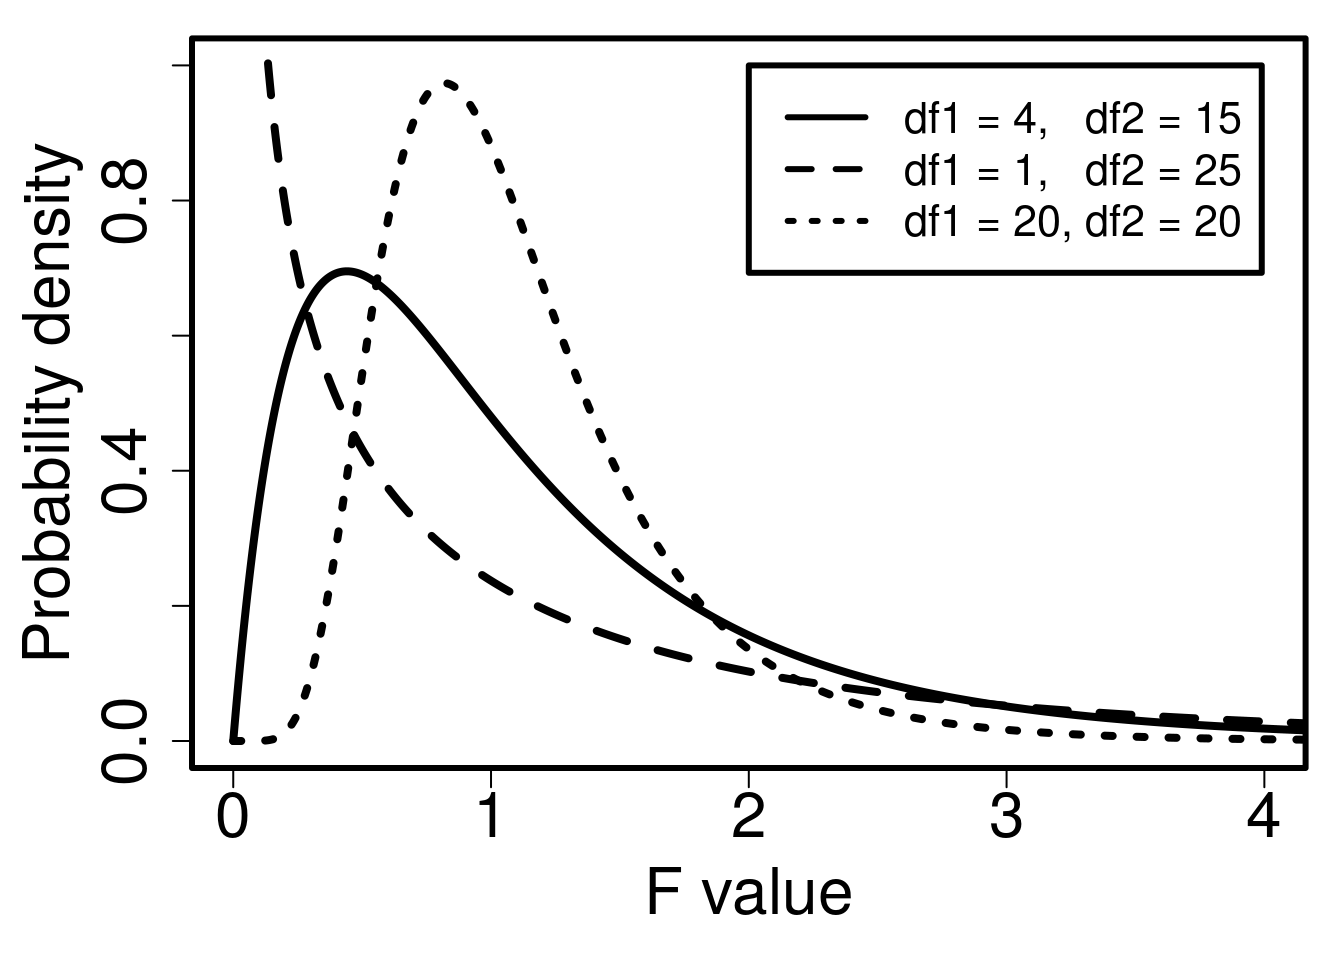 df1 = 4, df2 = 15
df1 = 1, df2 = 25
df1 = 20, df2 = 20
Probability density
0.8
0.4
0.0
0 1 2 3 4
F value